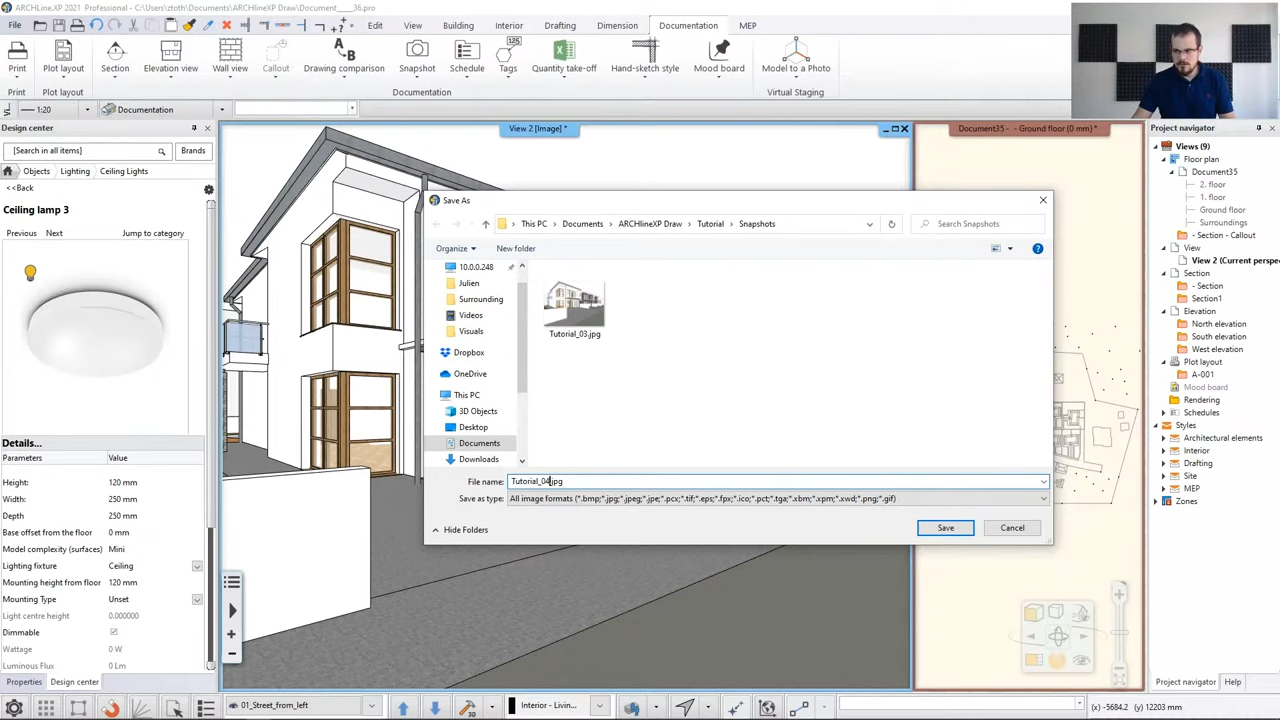 ARCHLine.XP 2021 Professional - C:\Users\ztoth\Documents\ARCHlineXP Draw\Document____36.pro
File Edit View Building Interior Drafting Dimension Documentation MEP
Print Plot layout Section Elevation view Wall view Callout Drawing comparison Snapshot Schedule Tags Quantity take-off Hand-sketch style Mood board Model to a Photo
Print Plot layout Documentation Virtual Staging
1:20 Documentation
Design center
[Search in all items] Brands
Objects Lighting Ceiling Lights
<<Back
Ceiling lamp 3
Previous Next Jump to category
Details...
Parameters Value
Height: 120 mm
Width: 250 mm
Depth: 250 mm
Base offset from the floor 0 mm
Model complexity (surfaces) Mini
Lighting fixture Ceiling
Mounting height from floor 120 mm
Mounting Type Unset
Light centre height 0.000000
Dimmable
Wattage 0 W
Luminous Flux 0 Lm
Properties Design center
View 2 [Image] *
Document35 - - Ground floor (0 mm) *
Save As
This PC Documents ARCHlineXP Draw Tutorial Snapshots Search Snapshots
Organize New folder
10.0.0.248
Julien
Surrounding
Videos
Visuals
Dropbox
OneDrive
This PC
3D Objects
Desktop
Documents
Downloads
Tutorial_03.jpg
File name: Tutorial_04.jpg
Save as type: All image formats (*.bmp;*.jpg;*.jpeg;*.jpe;*.pcx;*.tif;*.eps;*.fpx;*.ico;*.pct;*.tga;*.xbm;*.xpm;*.xwd;*.png;*.gif)
Hide Folders Save Cancel
Project navigator
Views (9)
Floor plan
Document35
2. floor
1. floor
Ground floor
Surroundings
- Section - Callout
View
View 2 (Current perspe
Section
- Section
Section1
Elevation
North elevation
South elevation
West elevation
Plot layout
A-001
Mood board
Rendering
Schedules
Styles
Architectural elements
Interior
Drafting
Documentation
Site
MEP
Zones
Project navigator Help
01_Street_from_left Interior - Livin... (x) -5684.2 (y) 12203 mm